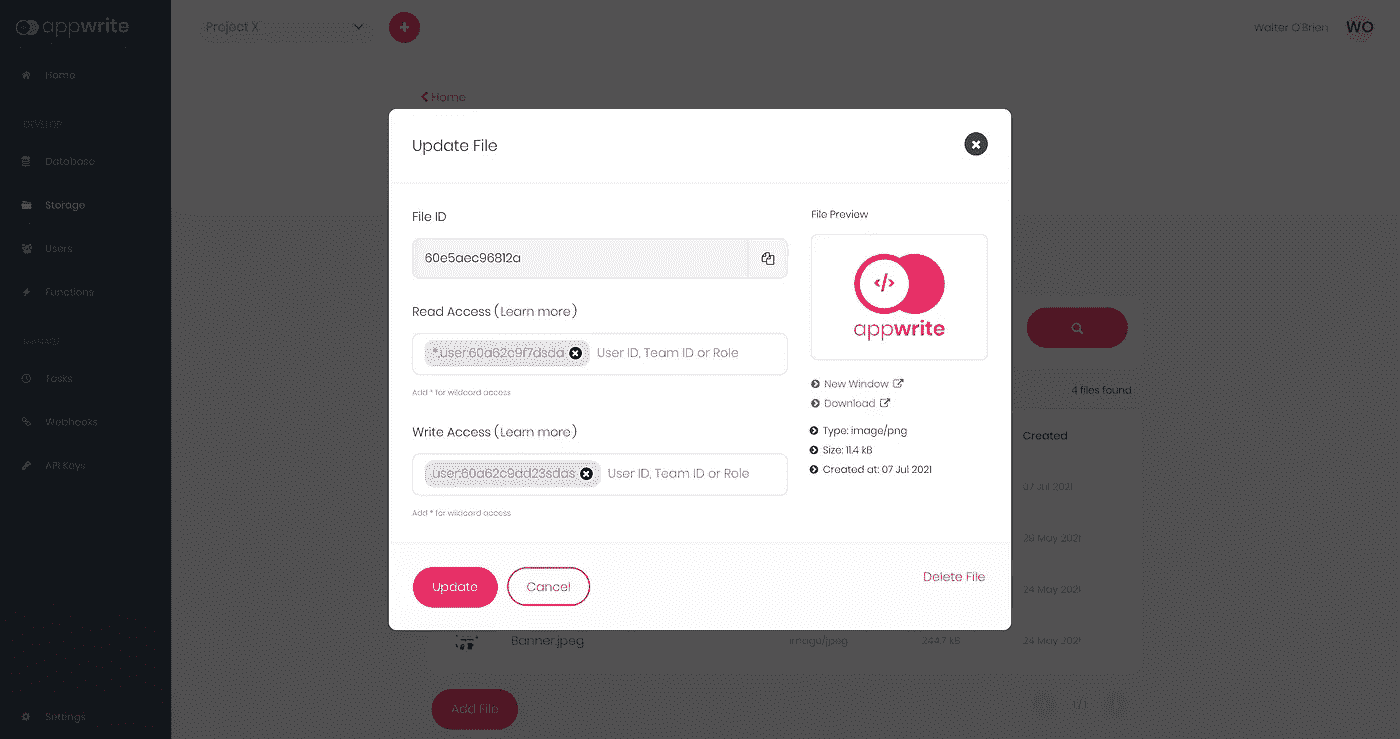 appwrite
Project X
Walter O'Brien
WO
Home
DEVELOP
Database
Storage
Users
Functions
MANAGE
Tasks
Webhooks
API Keys
Settings
Home
Update File
File ID
60e5aec96812a
Read Access (Learn more)
*,user:60a62c9f7dsda
User ID, Team ID or Role
Add * for wildcard access
Write Access (Learn more)
user:60a62c9ad23sdas
User ID, Team ID or Role
Add * for wildcard access
Update
Cancel
Delete File
File Preview
</>
appwrite
New Window
Download
Type: image/png
Size: 11.4 kB
Created at: 07 Jul 2021
4 files found
Created
07 Jul 2021
26 May 2021
24 May 2021
Banner.jpeg
image/jpeg
244.7 kB
24 May 2021
Add File
1/1